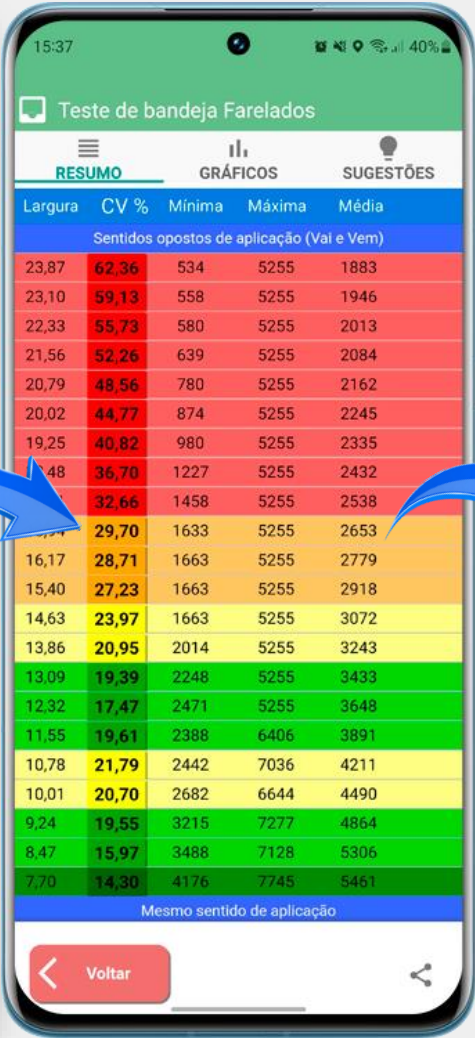 15:37 40%
Teste de bandeja Farelados
RESUMO GRÁFICOS SUGESTÕES
Largura CV % Mínima Máxima Média
Sentidos opostos de aplicação (Vai e Vem)
23,87 62,36 534 5255 1883
23,10 59,13 558 5255 1946
22,33 55,73 580 5255 2013
21,56 52,26 639 5255 2084
20,79 48,56 780 5255 2162
20,02 44,77 874 5255 2245
19,25 40,82 980 5255 2335
36,70 1227 5255 2432
32,66 1458 5255 2538
29,70 1633 5255 2653
16,17 28,71 1663 5255 2779
15,40 27,23 1663 5255 2918
14,63 23,97 1663 5255 3072
13,86 20,95 2014 5255 3243
13,09 19,39 2248 5255 3433
12,32 17,47 2471 5255 3648
11,55 19,61 2388 6406 3891
10,78 21,79 2442 7036 4211
10,01 20,70 2682 6644 4490
9,24 19,55 3215 7277 4864
8,47 15,97 3488 7128 5306
7,70 14,30 4176 7745 5461
Mesmo sentido de aplicação
Voltar